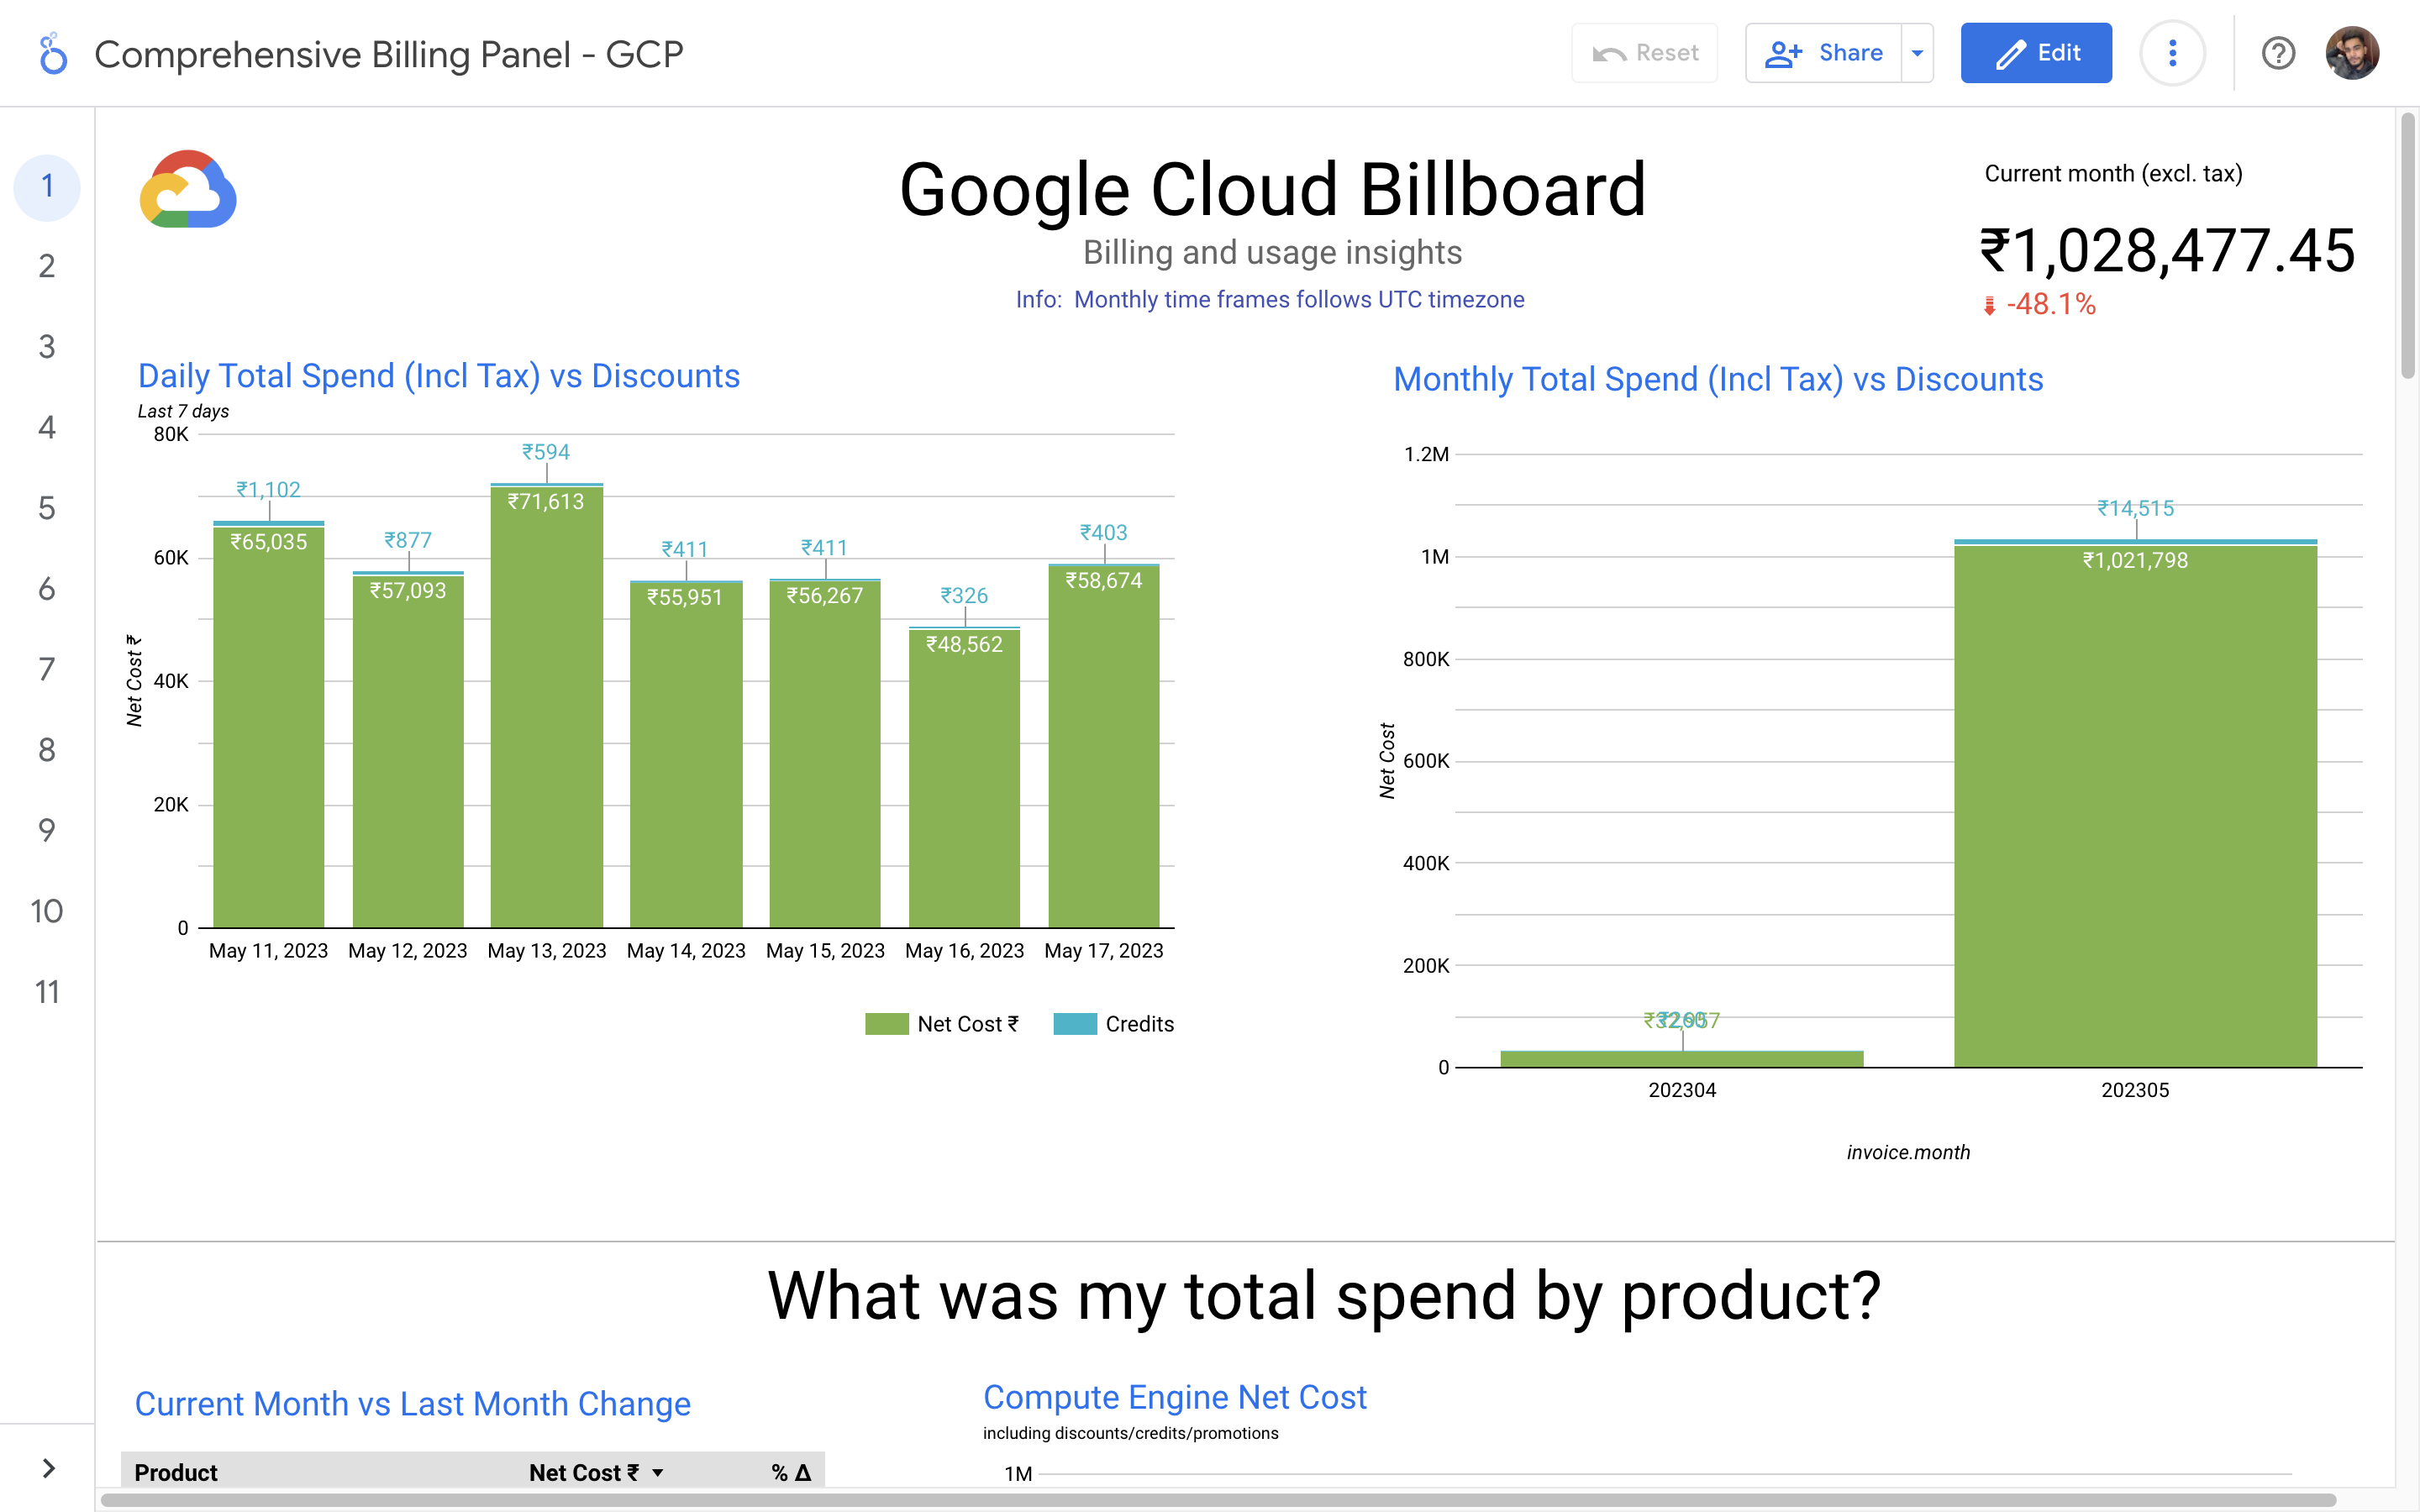 Comprehensive Billing Panel - GCP
Reset
Share
Edit
1
2
3
4
5
6
7
8
9
10
11
Google Cloud Billboard
Billing and usage insights
Info: Monthly time frames follows UTC timezone
Current month (excl. tax)
₹1,028,477.45
-48.1%
Daily Total Spend (Incl Tax) vs Discounts
Last 7 days
Net Cost ₹
80K
60K
40K
20K
0
₹1,102
₹65,035
₹877
₹57,093
₹594
₹71,613
₹411
₹55,951
₹411
₹56,267
₹326
₹48,562
₹403
₹58,674
May 11, 2023 May 12, 2023 May 13, 2023 May 14, 2023 May 15, 2023 May 16, 2023 May 17, 2023
Net Cost ₹ Credits
Monthly Total Spend (Incl Tax) vs Discounts
Net Cost
1.2M
1M
800K
600K
400K
200K
0
₹14,515
₹1,021,798
202304 202305
invoice.month
What was my total spend by product?
Current Month vs Last Month Change
Product Net Cost ₹ % Δ
Compute Engine Net Cost
including discounts/credits/promotions
1M